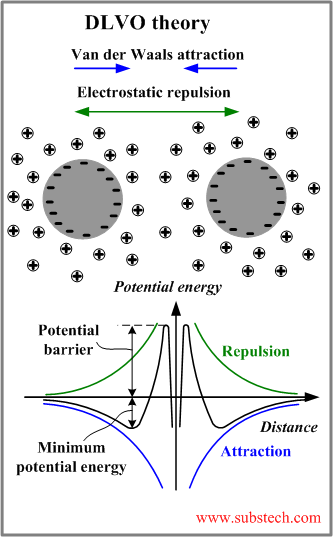 DLVO theory
Van der Waals attraction
Electrostatic repulsion
Potential energy
Potential
barrier
Repulsion
Distance
Minimum
potential energy
Attraction
www.substech.com